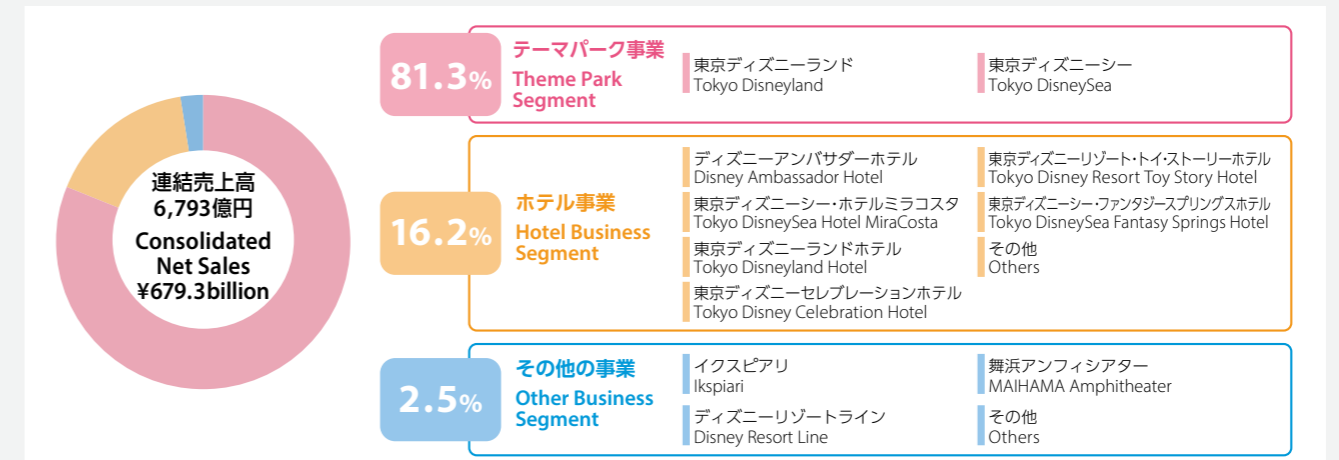 連結売上高
6,793億円
Consolidated
Net Sales
¥679.3billion
81.3%
テーマパーク事業
Theme Park
Segment
東京ディズニーランド
Tokyo Disneyland
東京ディズニーシー
Tokyo DisneySea
16.2%
ホテル事業
Hotel Business
Segment
ディズニーアンバサダーホテル
Disney Ambassador Hotel
東京ディズニーシー・ホテルミラコスタ
Tokyo DisneySea Hotel MiraCosta
東京ディズニーランドホテル
Tokyo Disneyland Hotel
東京ディズニーセレブレーションホテル
Tokyo Disney Celebration Hotel
東京ディズニーリゾート・トイ・ストーリーホテル
Tokyo Disney Resort Toy Story Hotel
東京ディズニーシー・ファンタジースプリングスホテル
Tokyo DisneySea Fantasy Springs Hotel
その他
Others
2.5%
その他の事業
Other Business
Segment
イクスピアリ
Ikspiari
ディズニーリゾートライン
Disney Resort Line
舞浜アンフィシアター
MAIHAMA Amphitheater
その他
Others